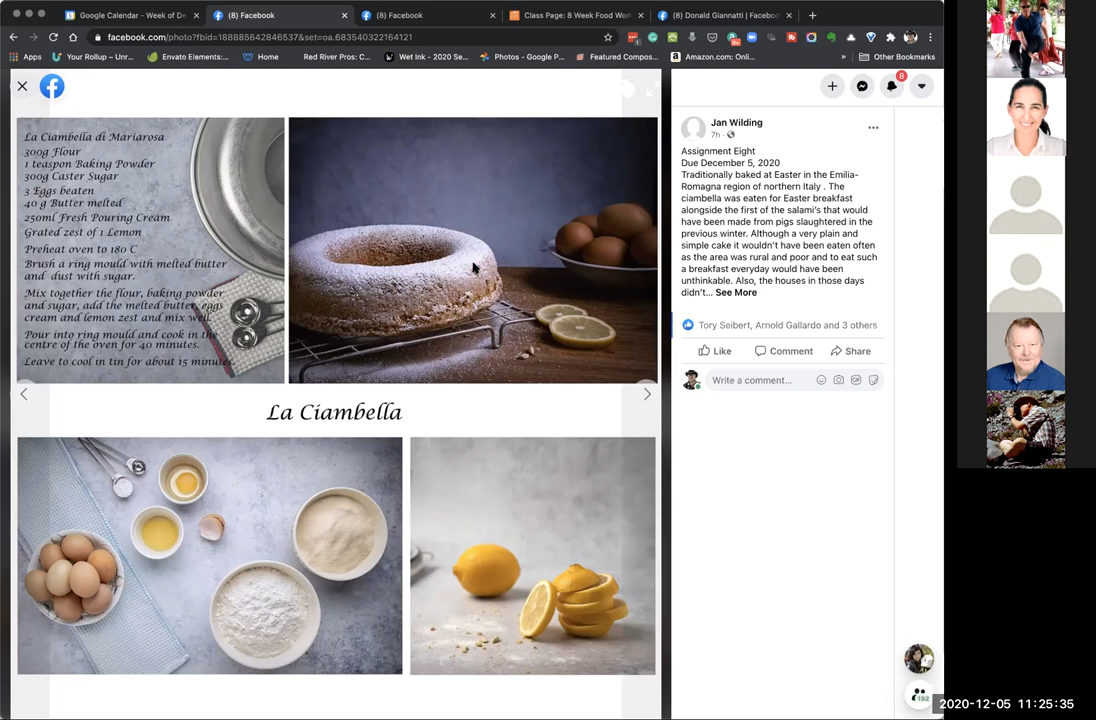 Google Calendar - Week of De
(8) Facebook
(8) Facebook
Class Page: 8 Week Food Wor
(8) Donald Giannatti | Faceboo
facebook.com/photo?fbid=188885642846537&set=oa.683540322164121
Apps
Your Rollup – Unr...
Envato Elements:...
Home
Red River Pros: C...
Wet Ink - 2020 Se...
Photos - Google P...
Featured Compos...
Amazon.com: Onli...
»
Other Bookmarks
8
La Ciambella di Mariarosa
300g Flour
1 teaspon Baking Powder
300g Caster Sugar
3 Eggs beaten
40 g Butter melted
250ml Fresh Pouring Cream
Grated zest of 1 Lemon
Preheat oven to 180 C
Brush a ring mould with melted butter
and dust with sugar.
Mix together the flour, baking powder
and sugar, add the melted butter, eggs
cream and lemon zest and mix well.
Pour into ring mould and cook in the
centre of the oven for 40 minutes.
Leave to cool in tin for about 15 minutes.
La Ciambella
Jan Wilding
7h ·
Assignment Eight
Due December 5, 2020
Traditionally baked at Easter in the Emilia-
Romagna region of northern Italy . The
ciambella was eaten for Easter breakfast
alongside the first of the salami's that would
have been made from pigs slaughtered in the
previous winter. Although a very plain and
simple cake it wouldn't have been eaten often
as the area was rural and poor and to eat such
a breakfast everyday would have been
unthinkable. Also, the houses in those days
didn't... See More
Tory Seibert, Arnold Gallardo and 3 others
Like
Comment
Share
Write a comment...
192
2020-12-05 11:25:35